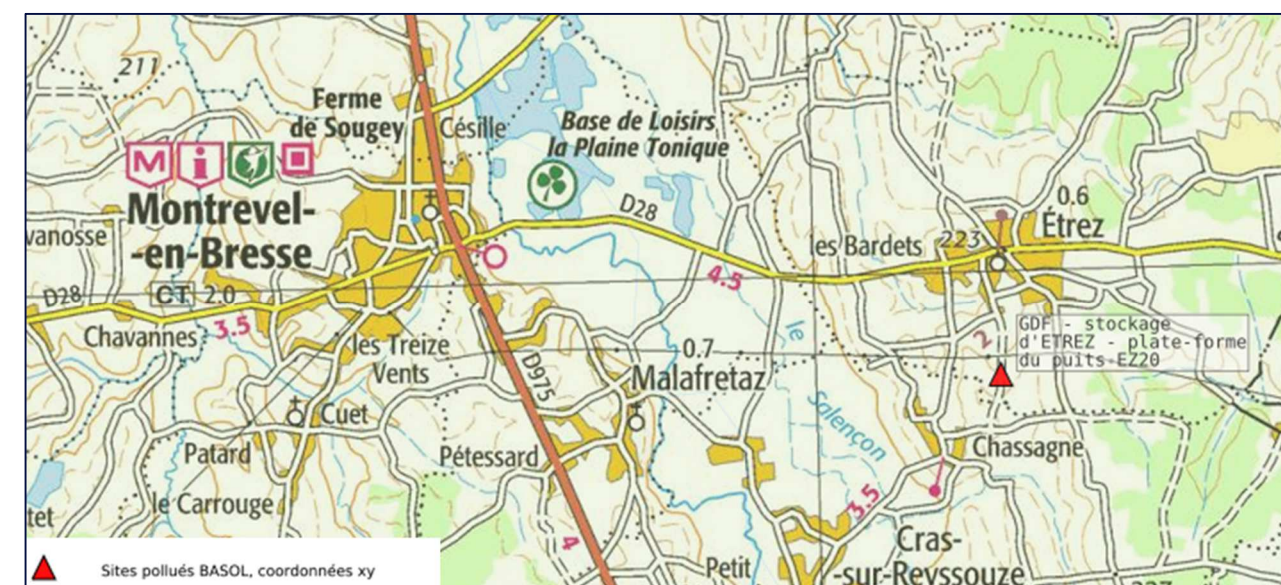 211
Ferme
de Sougey
Césille
Base de Loisirs
la Plaine Tonique
M
i
Montrevel-
-en-Bresse
vanosse
D28
0.6
Étrez
les Bardets
223
4.5
D28
CT
2.0
Chavannes
3.5
les Treize
Vents
D975
0.7
Malafretaz
le
Salençon
2
GDF - stockage
d'ETREZ - plate-forme
du puits EZ20
Cuet
Patard
Pétessard
Chassagne
le Carrouge
3.5
tet
4
Petit
Cras-
-sur-Reyssouze
Sites pollués BASOL, coordonnées xy